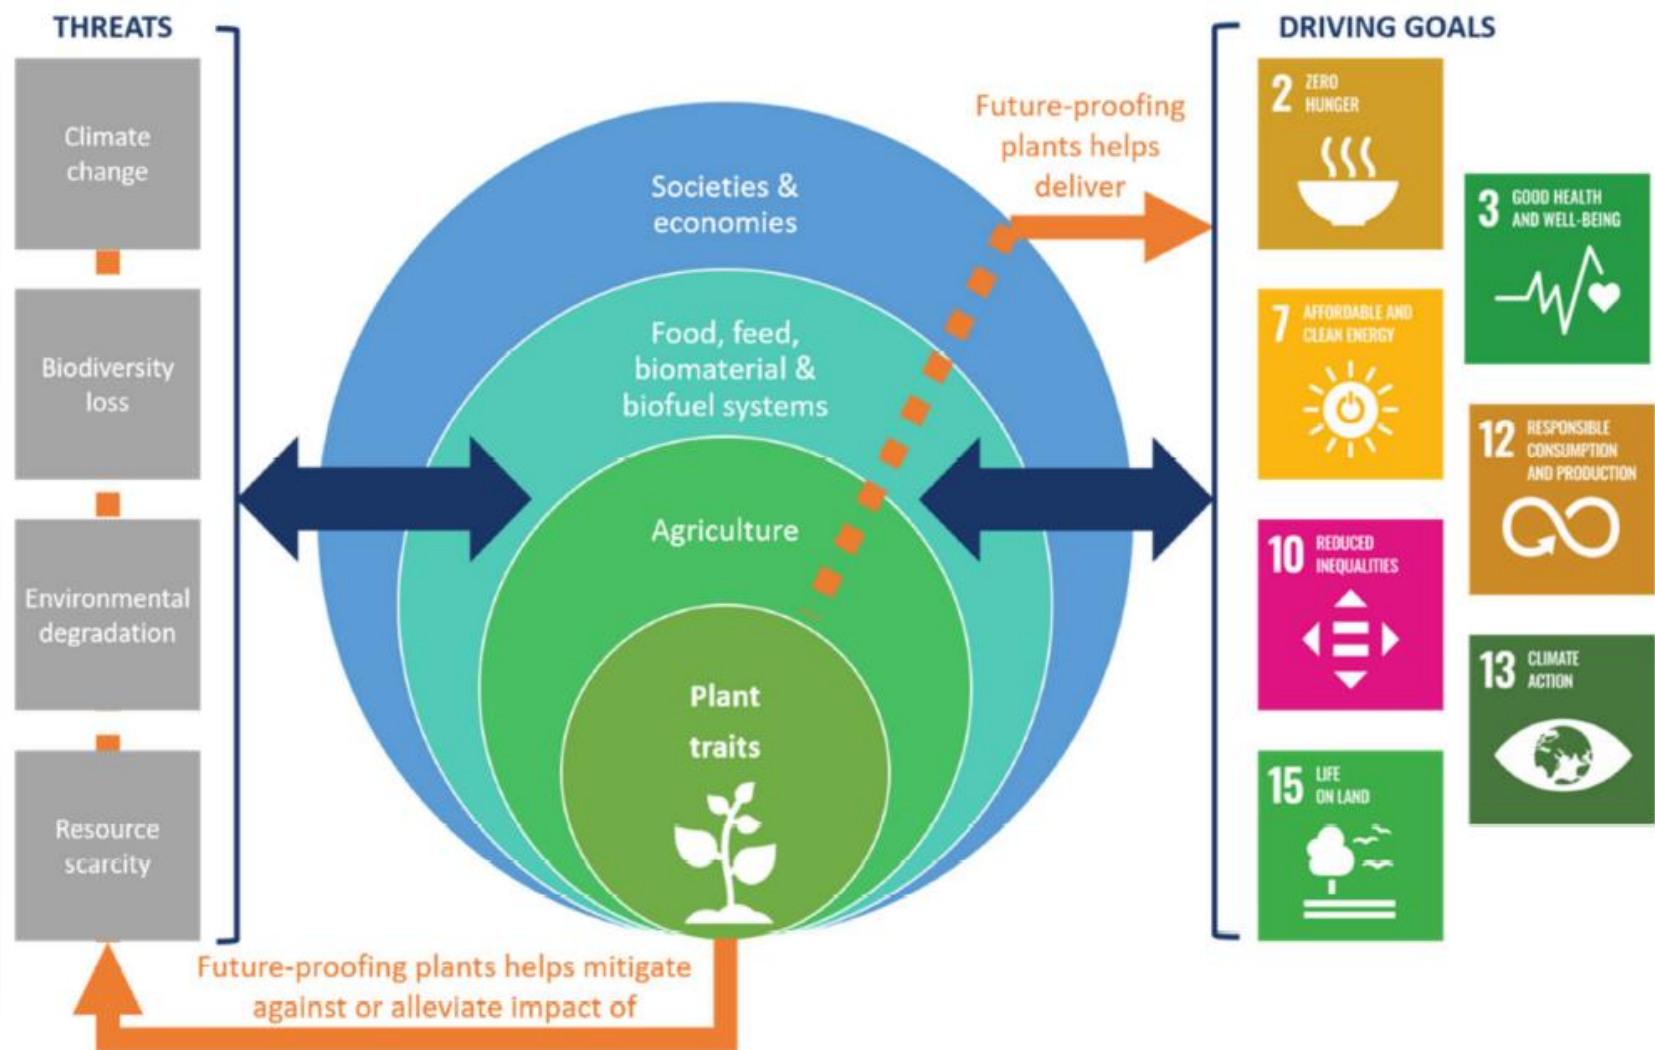 THREATS
Climate
change
Biodiversity
loss
Environmental
degradation
Resource
scarcity
Societies &
economies
Food, feed,
biomaterial &
biofuel systems
Agriculture
Plant
traits
Future-proofing plants helps mitigate
against or alleviate impact of
Future-proofing
plants helps
deliver
DRIVING GOALS
2 ZERO
HUNGER
3 GOOD HEALTH
AND WELL-BEING
7 AFFORDABLE AND
CLEAN ENERGY
12 RESPONSIBLE
CONSUMPTION
AND PRODUCTION
10 REDUCED
INEQUALITIES
13 CLIMATE
ACTION
15 LIFE
ON LAND